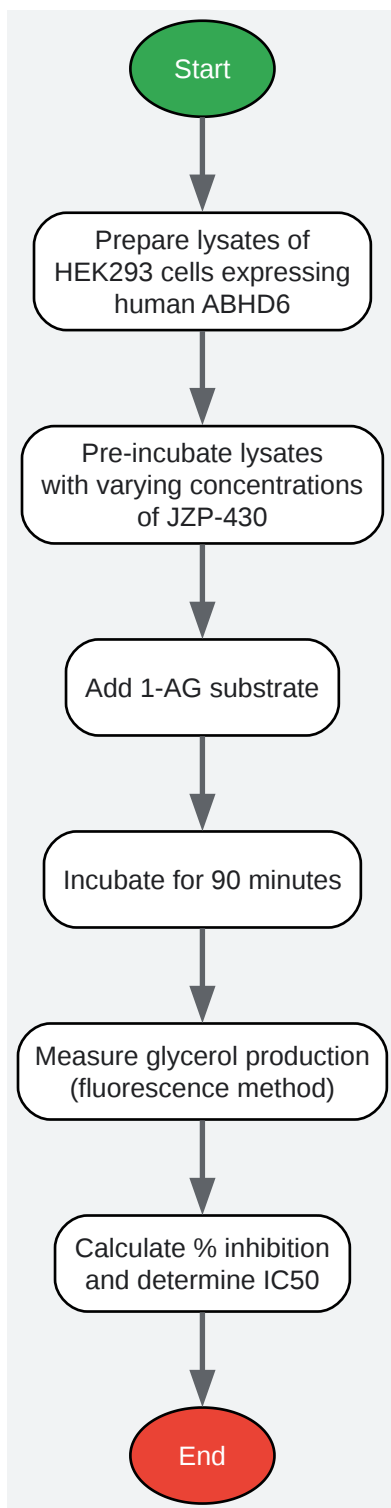 Start
Prepare lysates of
HEK293 cells expressing
human ABHD6
Pre-incubate lysates
with varying concentrations
of JZP-430
Add 1-AG substrate
Incubate for 90 minutes
Measure glycerol production
(fluorescence method)
Calculate % inhibition
and determine IC50
End